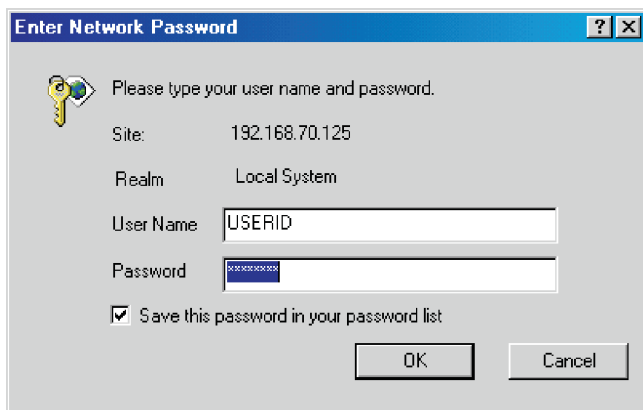 Enter Network Password
Please type your user name and password.
Site: 192.168.70.125
Realm Local System
User Name USERID
Password xxxxxxxx
Save this password in your password list
OK Cancel